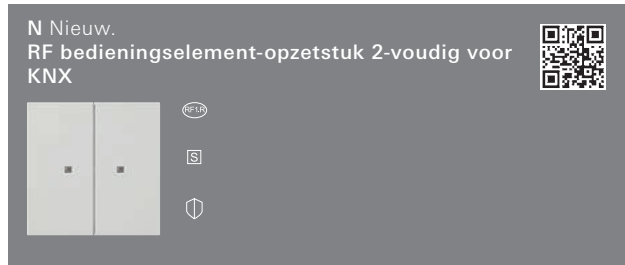 N Nieuw.
RF bedieningselement-opzetstuk 2-voudig voor
KNX
RF1.R
S